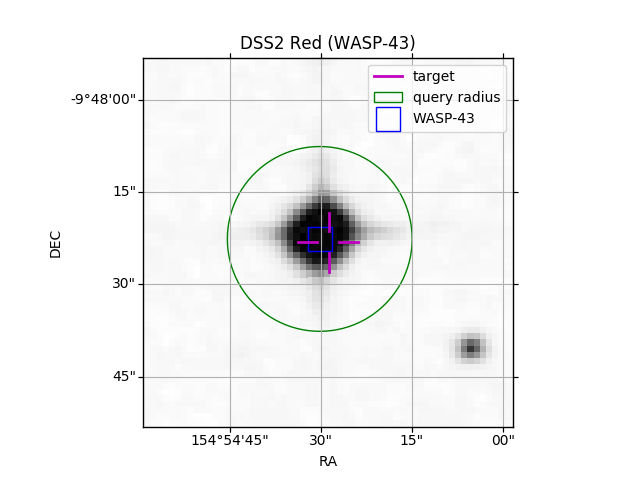 DSS2 Red (WASP-43)
target
query radius
WASP-43
-9°48'00"
15"
30"
45"
DEC
154°54'45"
30"
15"
00"
RA